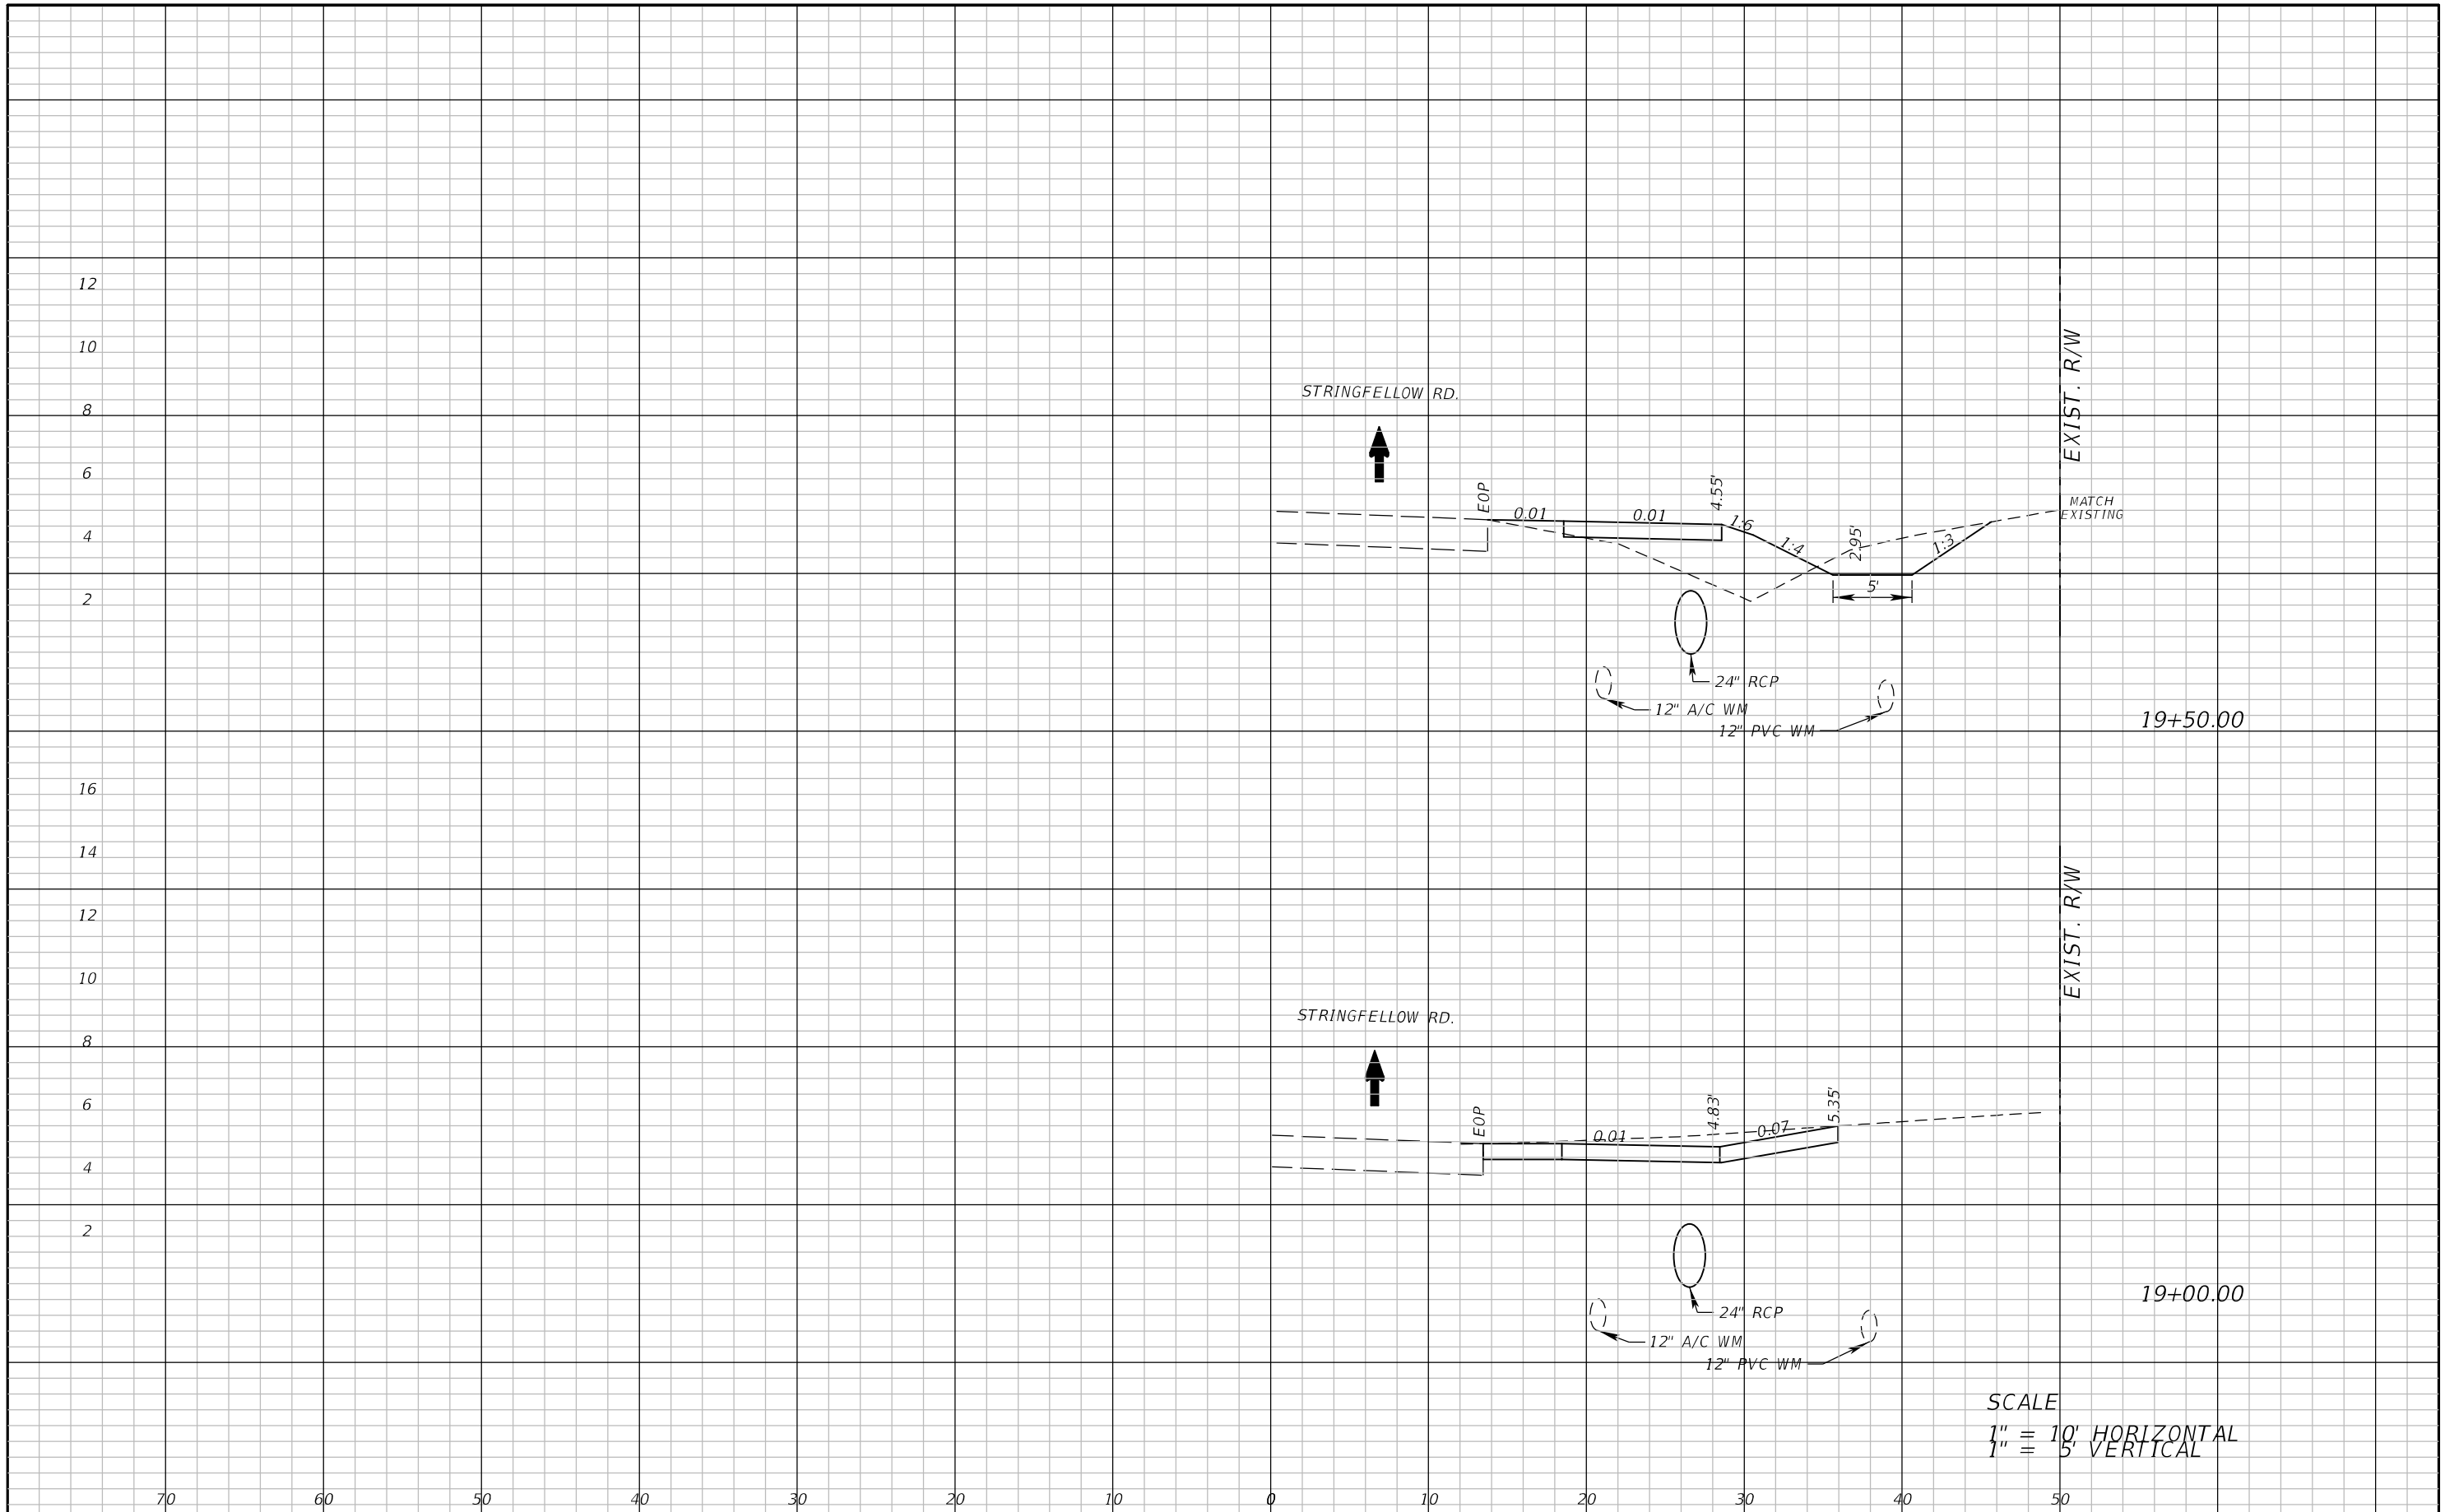 12
10
EXIST. R/W
STRINGFELLOW RD.
8
6
EOP
0.01
0.01
4.55'
1:6
1:4
2.95'
1:3
MATCH
EXISTING
4
5'
2
24" RCP
12" A/C WM
12" PVC WM
19+50.00
16
14
12
EXIST. R/W
10
STRINGFELLOW RD.
8
6
EOP
0.01
4.83'
0.07
5.35'
4
2
24" RCP
12" A/C WM
12" PVC WM
19+00.00
SCALE
1" = 10' HORIZONTAL
1" = 5' VERTICAL
70 60 50 40 30 20 10 0 10 20 30 40 50